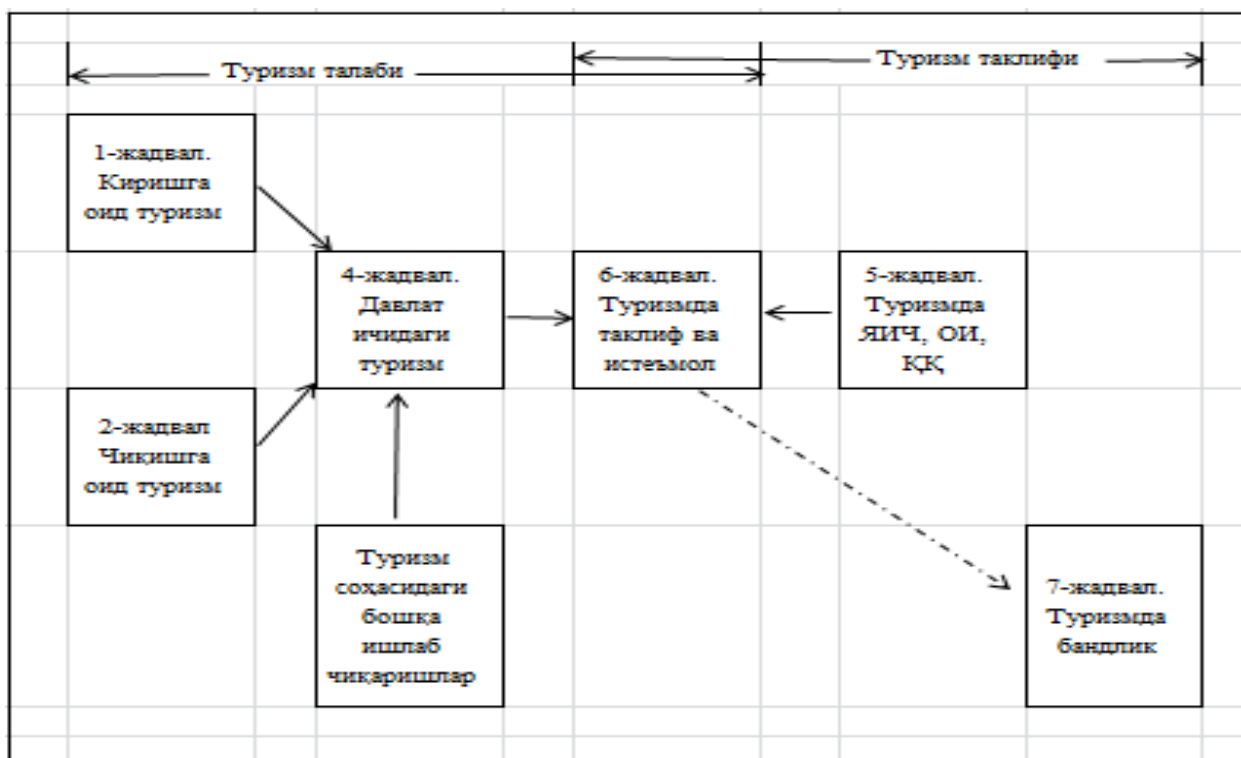 Туризм талаби
Туризм таклифи
1-жадвал.
Киришга
оид туризм
4-жадвал.
Давлат
ичидаги
туризм
6-жадвал.
Туризмда
таклиф ва
истеъмол
5-жадвал.
Туризмда
ЯИЧ, ОИ,
ҚҚ
2-жадвал
Чиқишга
оид туризм
Туризм
соҳасидаги
бошқа
ишлаб
чиқаришлар
7-жадвал.
Туризмда
бандлик